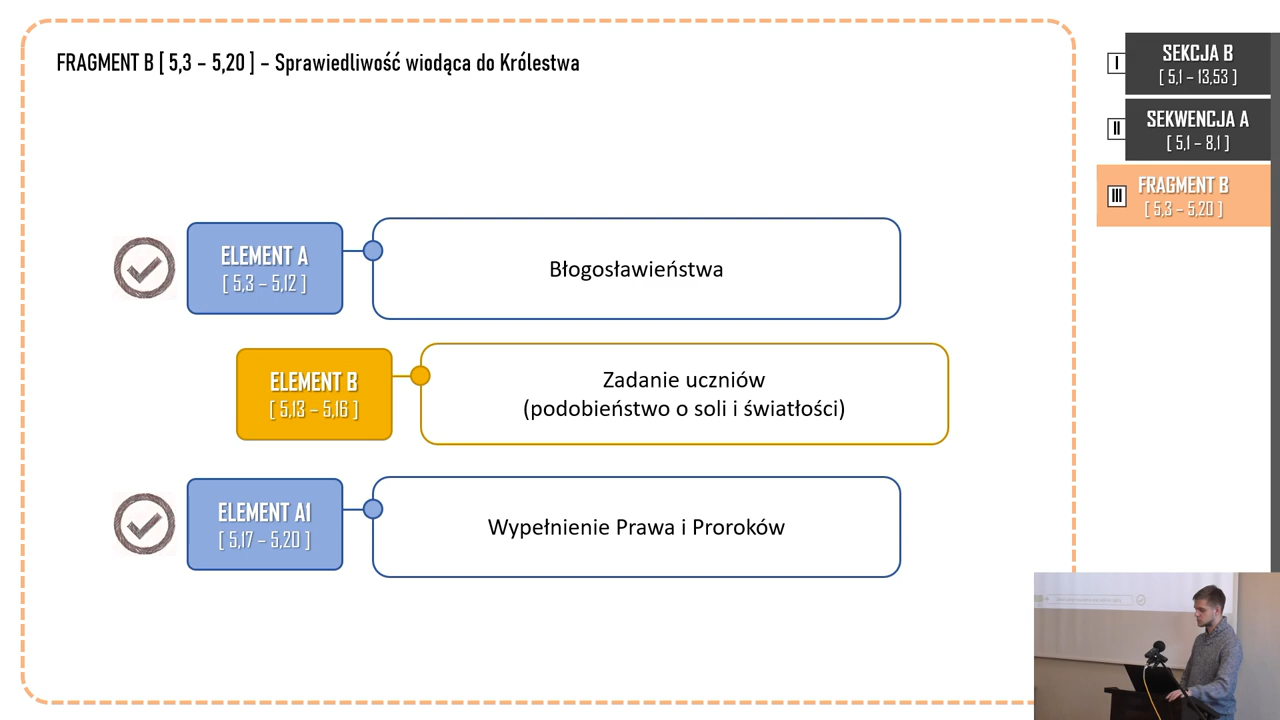 FRAGMENT B [ 5,3 – 5,20 ] – Sprawiedliwość wiodąca do Królestwa
I
SEKCJA B
[ 5,1 – 13,53 ]
II
SEKWENCJA A
[ 5,1 – 8,1 ]
III
FRAGMENT B
[ 5,3 – 5,20 ]
ELEMENT A
[ 5,3 – 5,12 ]
Błogosławieństwa
ELEMENT B
[ 5,13 – 5,16 ]
Zadanie uczniów
(podobieństwo o soli i światłości)
ELEMENT A1
[ 5,17 – 5,20 ]
Wypełnienie Prawa i Proroków